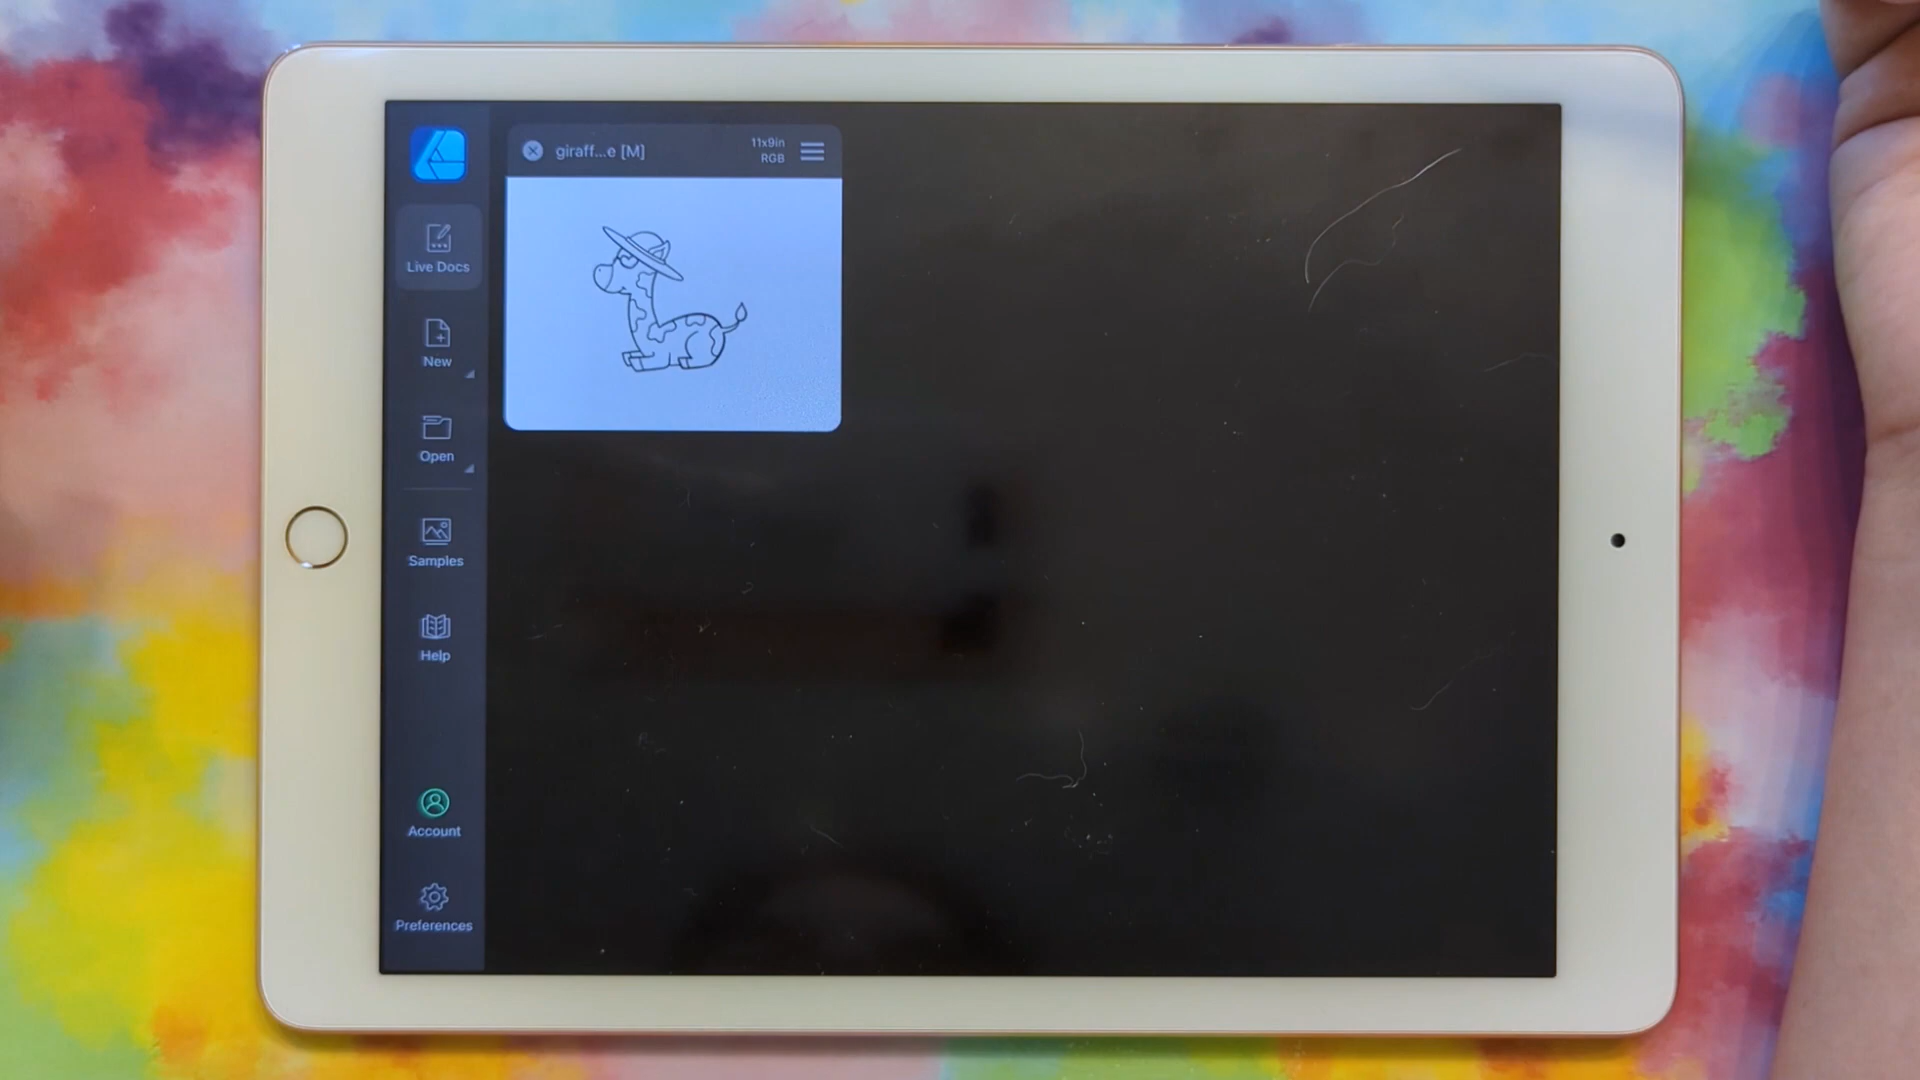 giraff...e [M]
11x9in
RGB
Live Docs
New
Open
Samples
Help
Account
Preferences